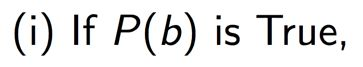 (i) If P(b) is True,